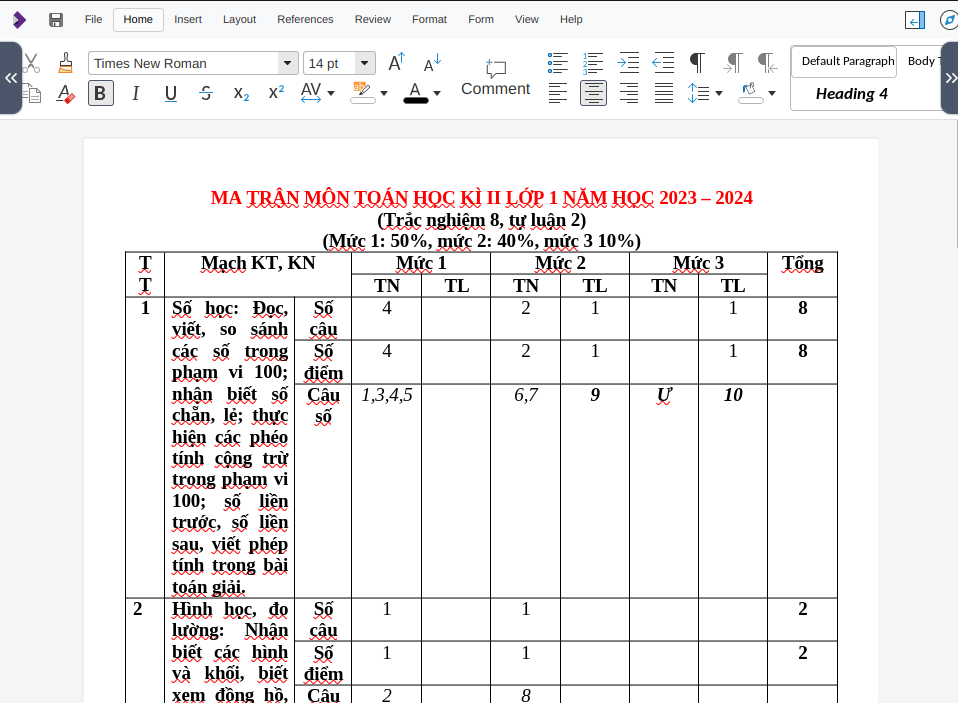 File Home Insert Layout References Review Format Form View Help
Times New Roman 14 pt
Comment
Default Paragraph Body T
Heading 4
MA TRẬN MÔN TOÁN HỌC KÌ II LỚP 1 NĂM HỌC 2023 – 2024
(Trắc nghiệm 8, tự luận 2)
(Mức 1: 50%, mức 2: 40%, mức 3 10%)
T Mạch KT, KN Mức 1 Mức 2 Mức 3 Tổng
T TN TL TN TL TN TL
1 Số học: Đọc, Số 4 2 1 1 8
viết, so sánh câu
các số trong Số 4 2 1 1 8
phạm vi 100; điểm
nhận biết số Câu 1,3,4,5 6,7 9 Ư 10
chẵn, lẻ; thực số
hiện các phéo
tính cộng trừ
trong phạm vi
100; số liền
trước, số liền
sau, viết phép
tính trong bài
toán giải.
2 Hình học, đo Số 1 1 2
lường: Nhận câu
biết các hình Số 1 1 2
và khối, biết điểm
xem đồng hồ, Câu 2 8